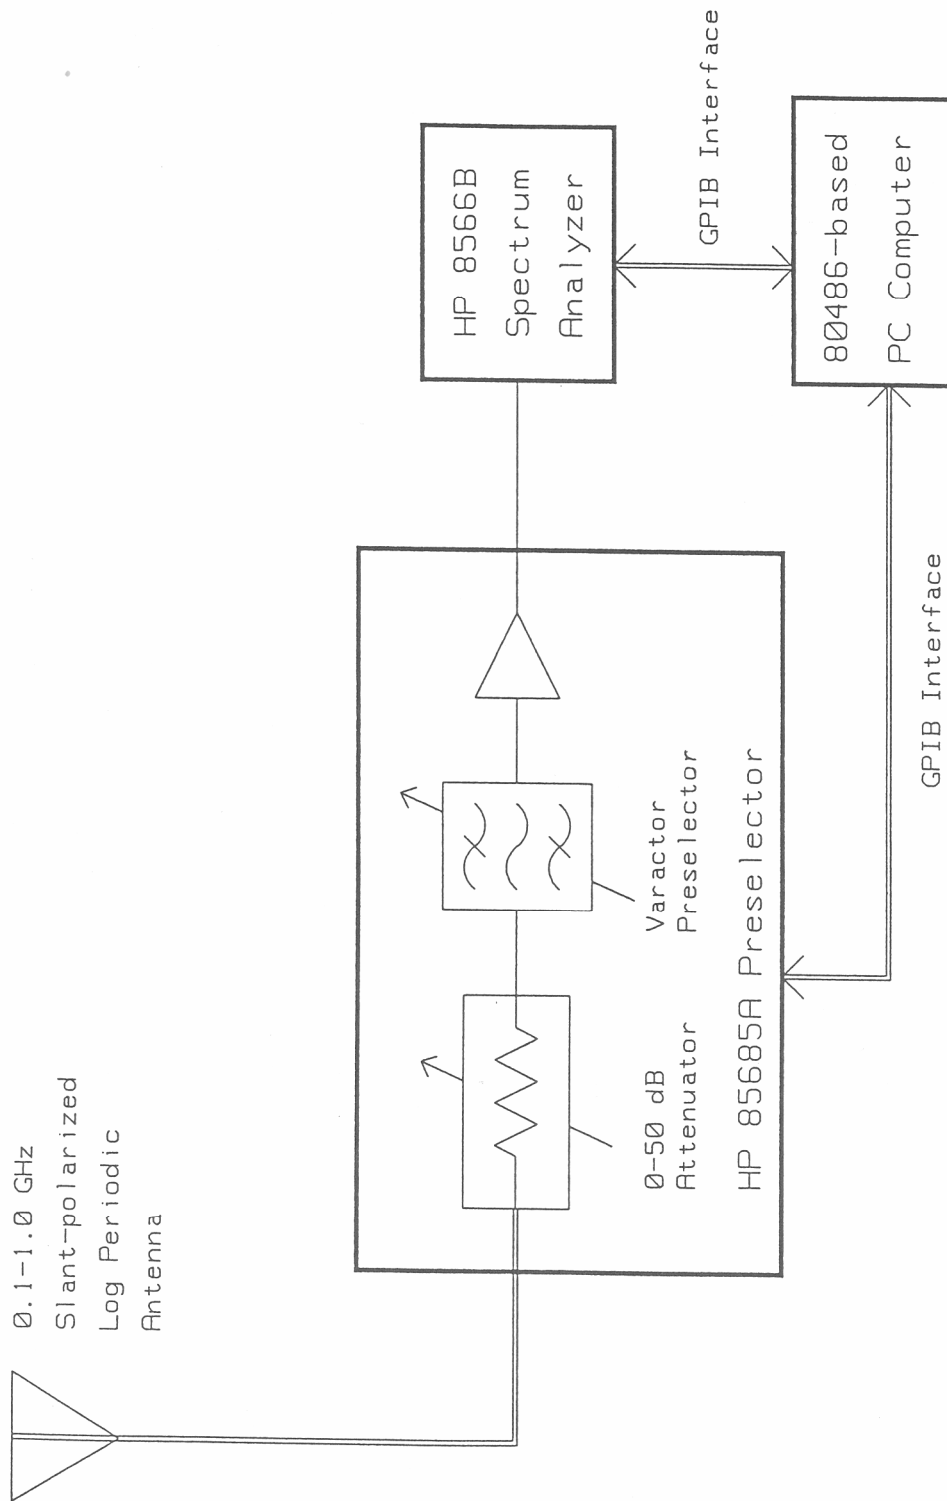 0.1-1.0 GHz
Slant-polarized
Log Periodic
Antenna
0-50 dB
Attenuator
Varactor
Preselector
HP 85685A Preselector
HP 8566B
Spectrum
Analyzer
GPIB Interface
80486-based
PC Computer
GPIB Interface